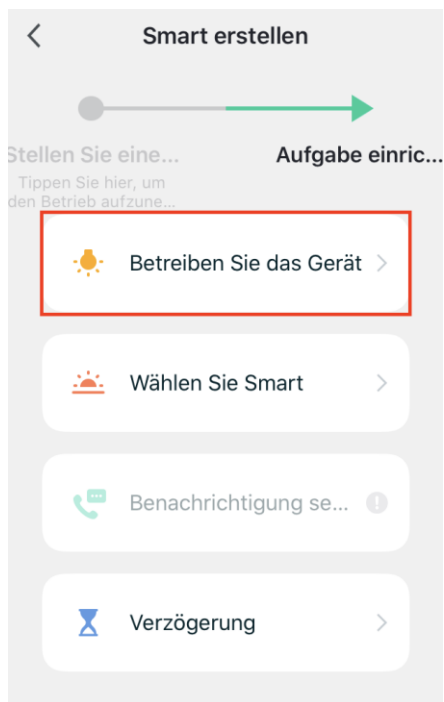 Smart erstellen
Stellen Sie eine...
Aufgabe einric...
Tippen Sie hier, um
den Betrieb aufzune...
Betreiben Sie das Gerät
Wählen Sie Smart
Benachrichtigung se...
Verzögerung